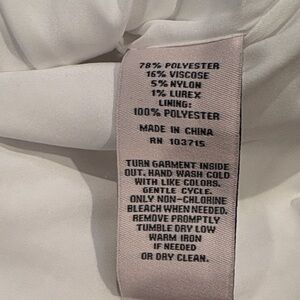 78% POLYESTER
16% VISCOSE
5% NYLON
1% LUREX
LINING:
100% POLYESTER
MADE IN CHINA
RN 103715
TURN GARMENT INSIDE
OUT. HAND WASH COLD
WITH LIKE COLORS.
GENTLE CYCLE.
ONLY NON-CHLORINE
BLEACH WHEN NEEDED.
REMOVE PROMPTLY
TUMBLE DRY LOW
WARM IRON
IF NEEDED
OR DRY CLEAN.